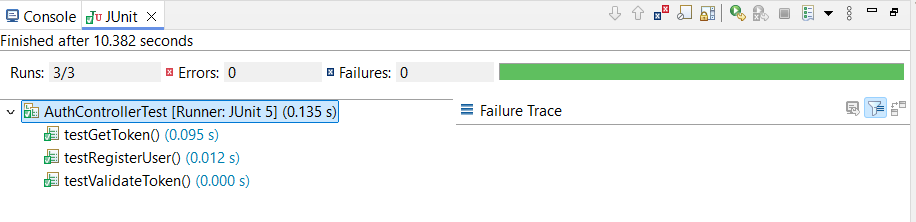 Console JUnit
Finished after 10.382 seconds
Runs: 3/3 Errors: 0 Failures: 0
AuthControllerTest [Runner: JUnit 5] (0.135 s)
Failure Trace
testGetToken() (0.095 s)
testRegisterUser() (0.012 s)
testValidateToken() (0.000 s)